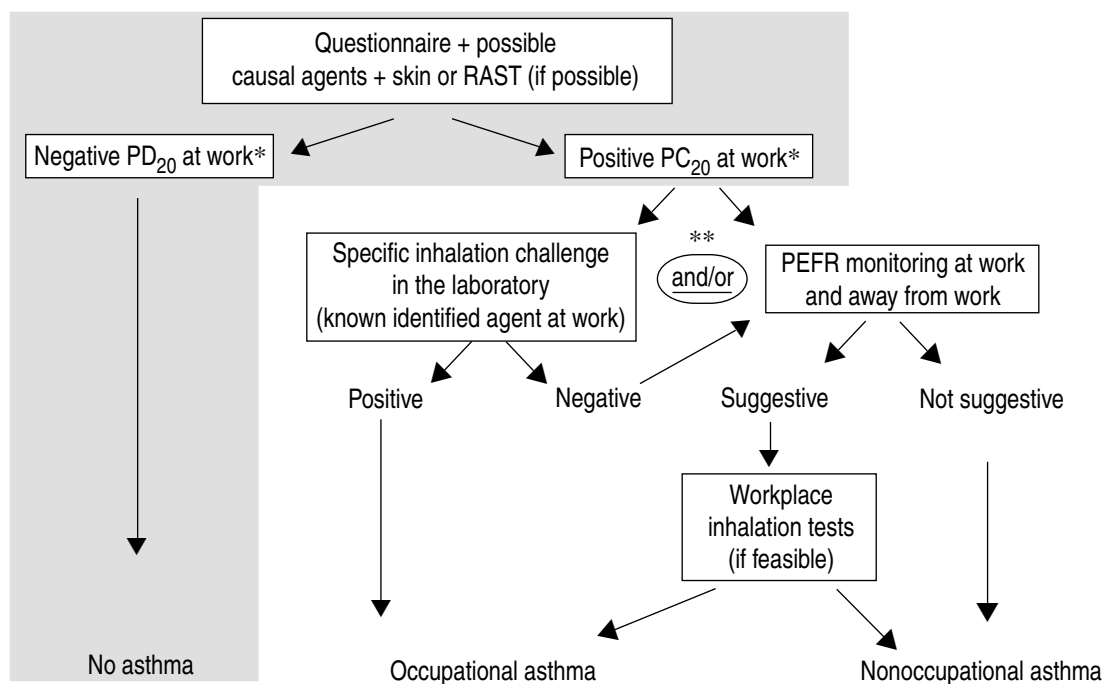 Questionnaire + possible
causal agents + skin or RAST (if possible)
Negative PD20 at work*
Positive PC20 at work*
Specific inhalation challenge
in the laboratory
(known identified agent at work)
**
and/or
PEFR monitoring at work
and away from work
Positive
Negative
Suggestive
Not suggestive
Workplace
inhalation tests
(if feasible)
No asthma
Occupational asthma
Nonoccupational asthma